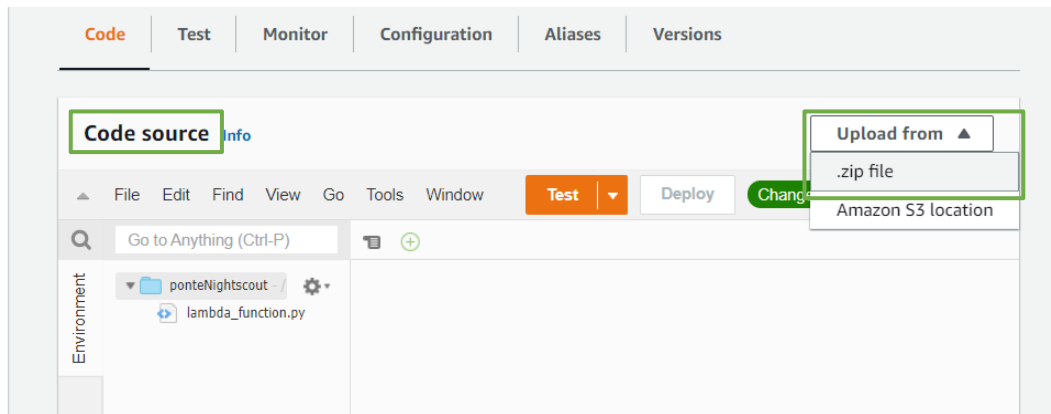 Code Test Monitor Configuration Aliases Versions
Code source Info
Upload from
.zip file
Amazon S3 location
File Edit Find View Go Tools Window Test Deploy
Go to Anything (Ctrl-P)
Environment
ponteNightscout - /
lambda_function.py